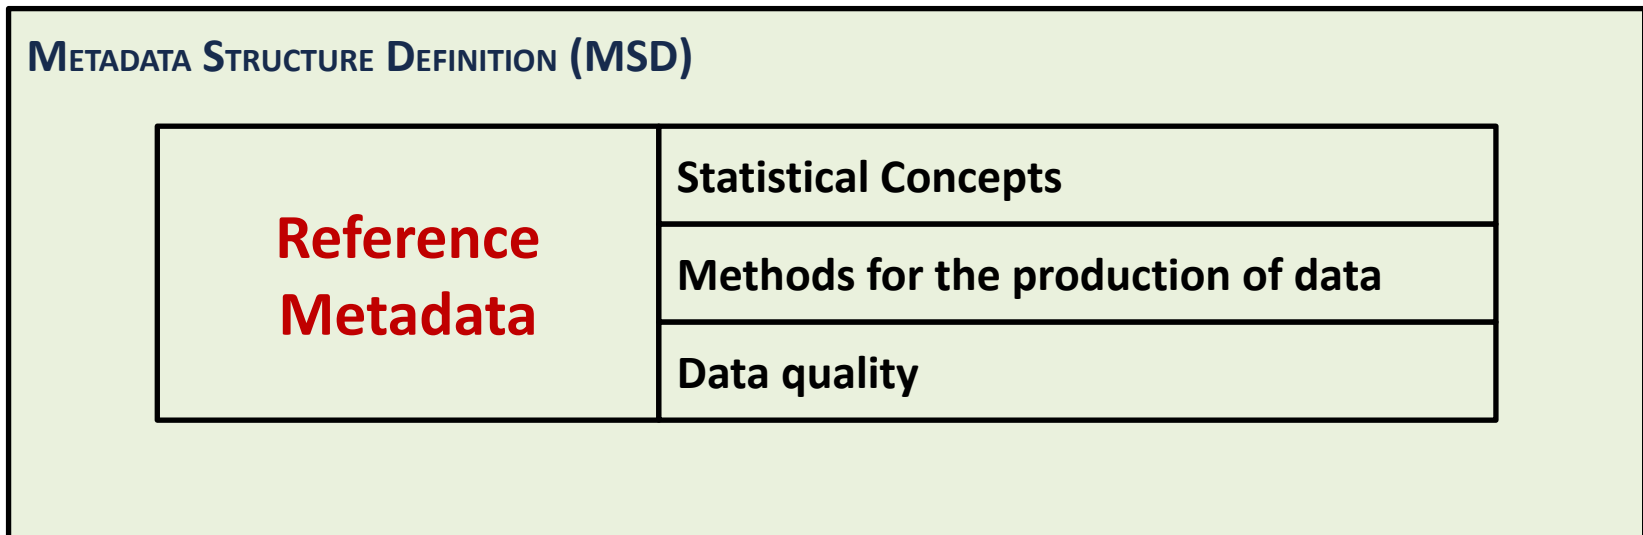 Metadata Structure Definition (MSD)
Reference
Metadata
Statistical Concepts
Methods for the production of data
Data quality